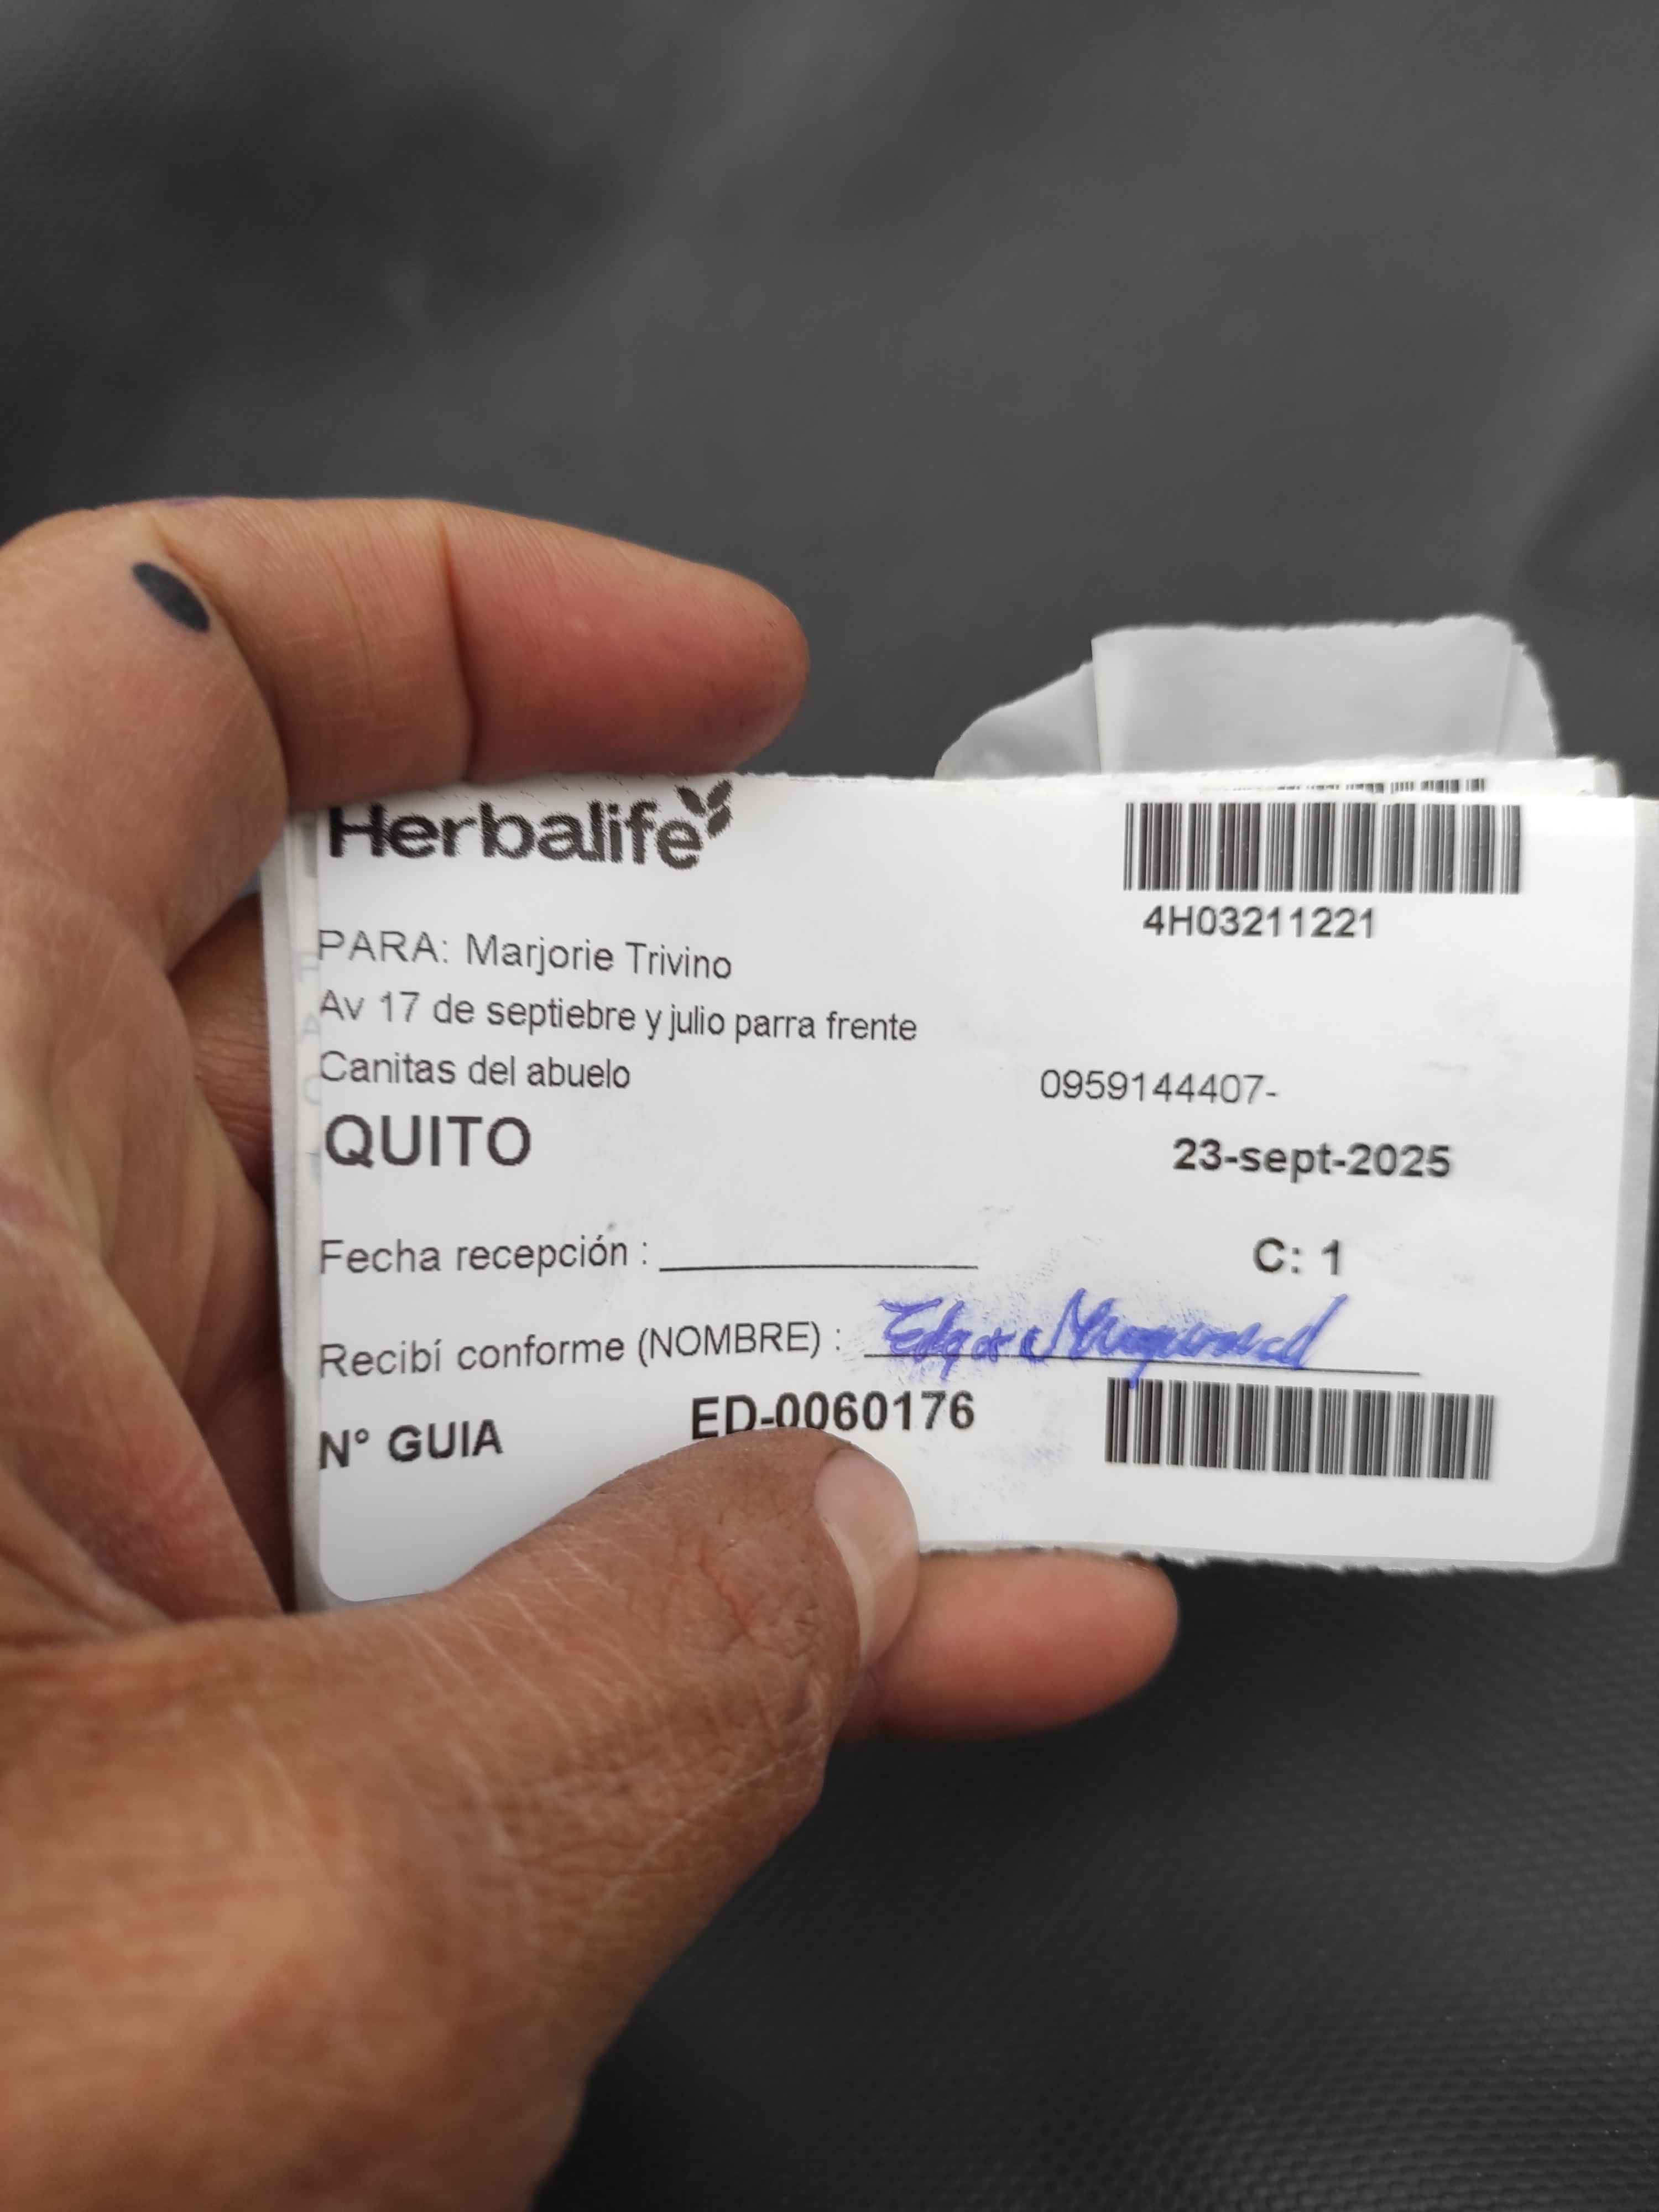 Herbalife
4H03211221
PARA: Marjorie Trivino
Av 17 de septiebre y julio parra frente
Canitas del abuelo
0959144407-
QUITO
23-sept-2025
Fecha recepción :
C: 1
Recibí conforme (NOMBRE) :
N° GUIA ED-0060176